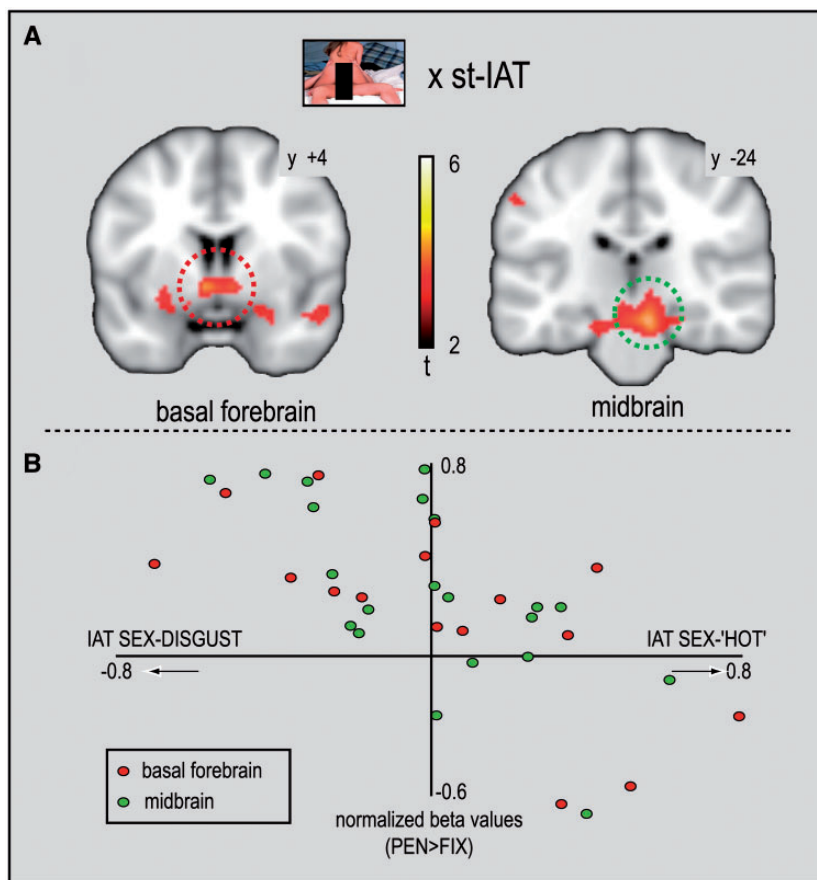 A
x st-IAT
y +4
y -24
6
2
t
basal forebrain
midbrain
B
0.8
IAT SEX-DISGUST
IAT SEX-'HOT'
-0.8
0.8
basal forebrain
midbrain
-0.6
normalized beta values
(PEN>FIX)